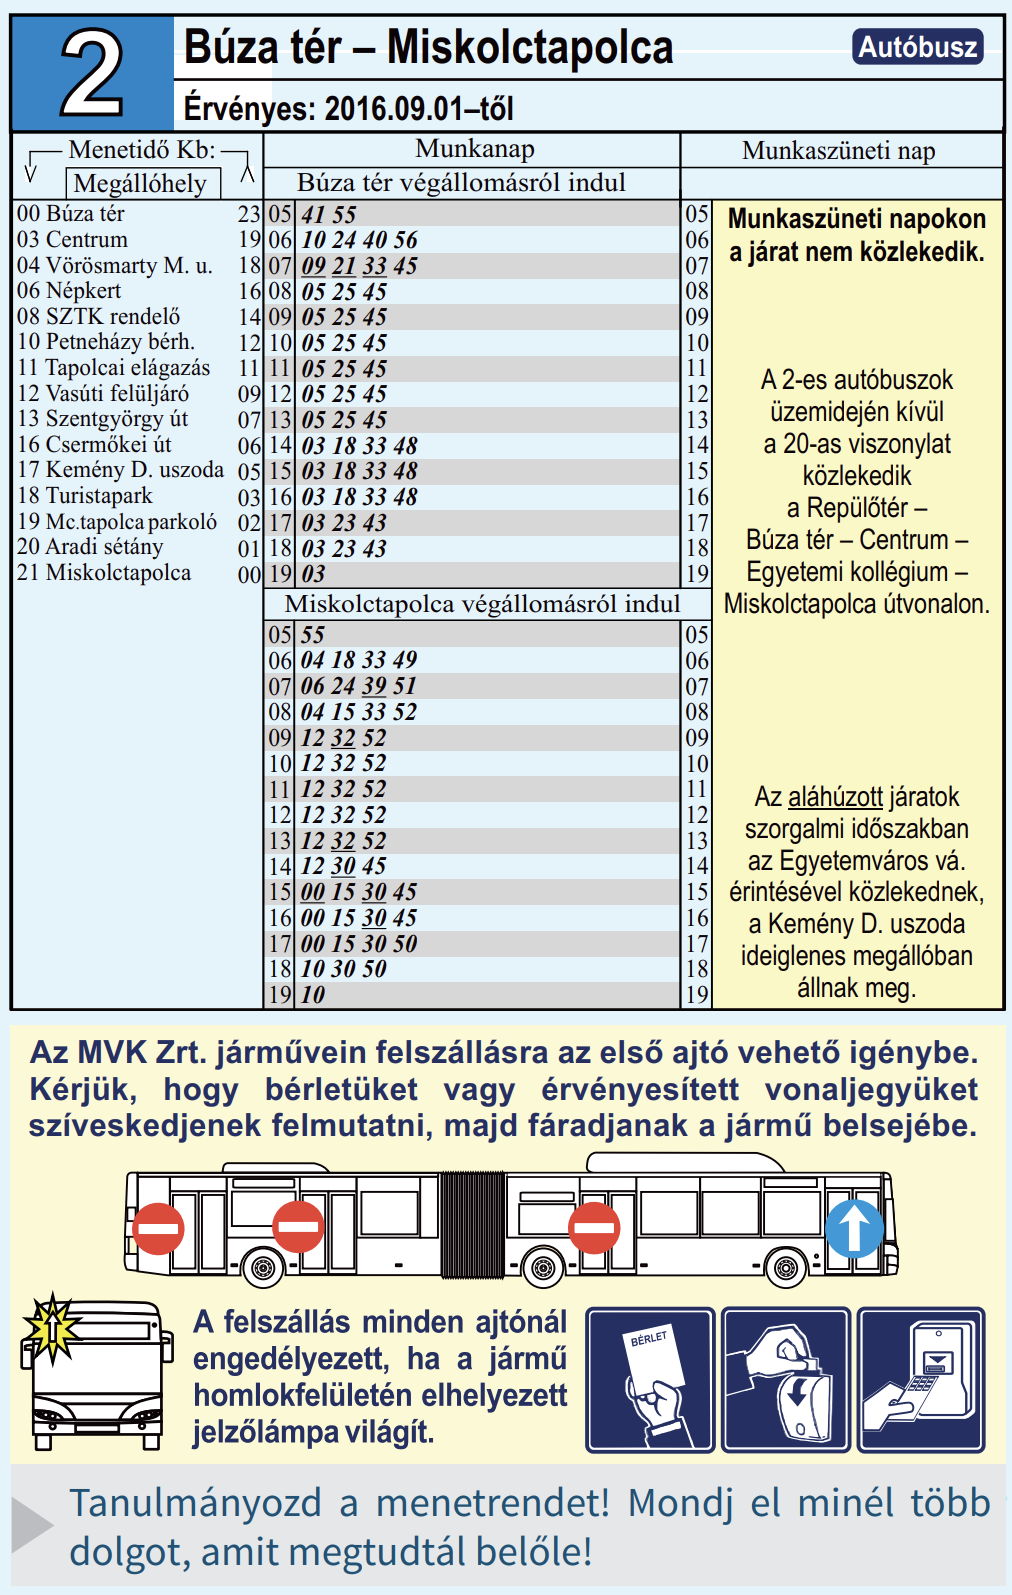 2
Búza tér – Miskolctapolca
Autóbusz
Érvényes: 2016.09.01–től
Menetidő Kb:
Megállóhely
Munkanap
Munkaszüneti nap
Búza tér végállomásról indul
00 Búza tér 23
03 Centrum 19
04 Vörösmarty M. u. 18
06 Népkert 16
08 SZTK rendelő 14
10 Petneházy bérh. 12
11 Tapolcai elágazás 11
12 Vasúti felüljáró 09
13 Szentgyörgy út 07
16 Csermőkei út 06
17 Kemény D. uszoda 05
18 Turistapark 03
19 Mc.tapolca parkoló 02
20 Aradi sétány 01
21 Miskolctapolca 00
05 41 55
06 10 24 40 56
07 09 21 33 45
08 05 25 45
09 05 25 45
10 05 25 45
11 05 25 45
12 05 25 45
13 05 25 45
14 03 18 33 48
15 03 18 33 48
16 03 18 33 48
17 03 23 43
18 03 23 43
19 03
Miskolctapolca végállomásról indul
05 55
06 04 18 33 49
07 06 24 39 51
08 04 15 33 52
09 12 32 52
10 12 32 52
11 12 32 52
12 12 32 52
13 12 32 52
14 12 30 45
15 00 15 30 45
16 00 15 30 45
17 00 15 30 50
18 10 30 50
19 10
05
06
07
08
09
10
11
12
13
14
15
16
17
18
19
05
06
07
08
09
10
11
12
13
14
15
16
17
18
19
Munkaszüneti napokon
a járat nem közlekedik.
A 2-es autóbuszok
üzemidején kívül
a 20-as viszonylat
közlekedik
a Repülőtér –
Búza tér – Centrum –
Egyetemi kollégium –
Miskolctapolca útvonalon.
Az aláhúzott járatok
szorgalmi időszakban
az Egyetemváros vá.
érintésével közlekednek,
a Kemény D. uszoda
ideiglenes megállóban
állnak meg.
Az MVK Zrt. járművein felszállásra az első ajtó vehető igénybe.
Kérjük, hogy bérletüket vagy érvényesített vonaljegyüket
szíveskedjenek felmutatni, majd fáradjanak a jármű belsejébe.
A felszállás minden ajtónál
engedélyezett, ha a jármű
homlokfelületén elhelyezett
jelzőlámpa világít.
BÉRLET
Tanulmányozd a menetrendet! Mondj el minél több
dolgot, amit megtudtál belőle!